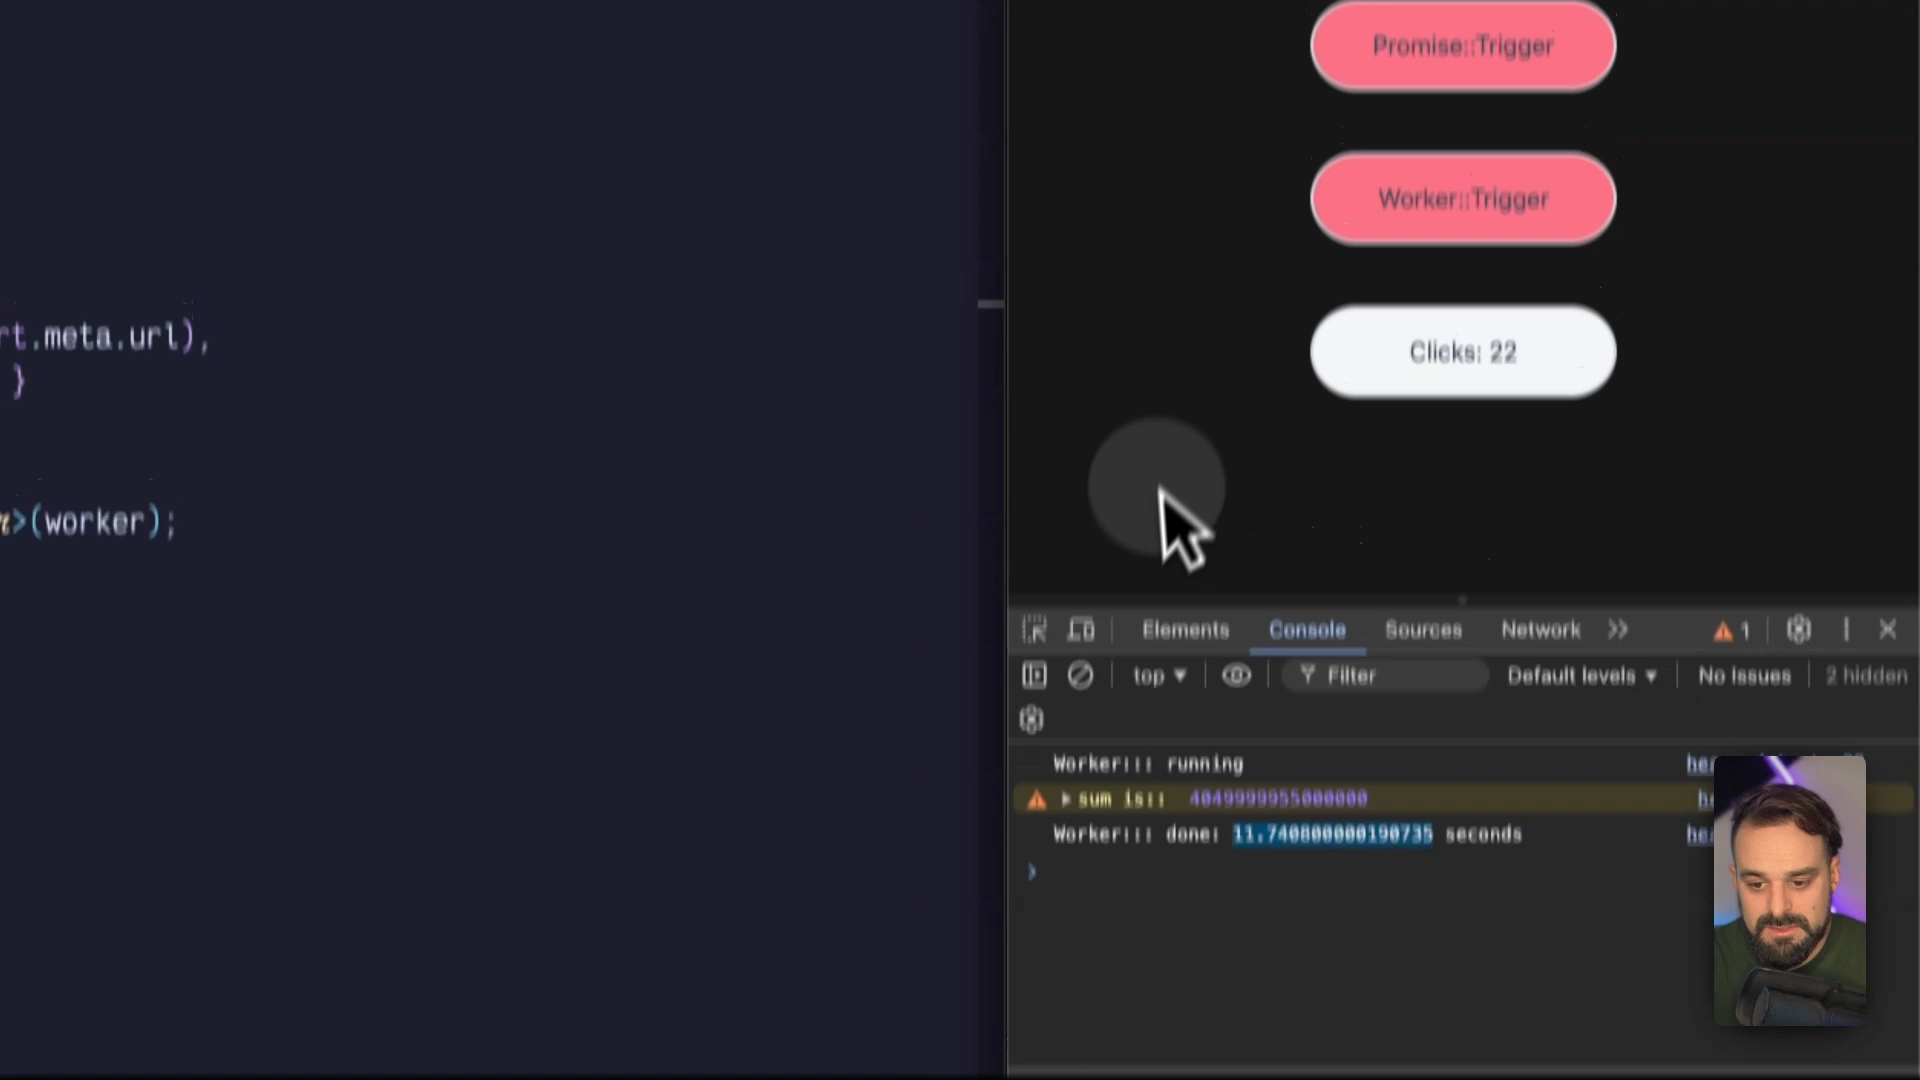 rt.meta.url),
}
>(worker);
Promise::Trigger
Worker::Trigger
Clicks: 22
Elements Console Sources Network 1
top Filter Default levels No Issues 2 hidden
Worker::: running
sum is:: 4049999955000000
Worker::: done: 11.740800000190735 seconds